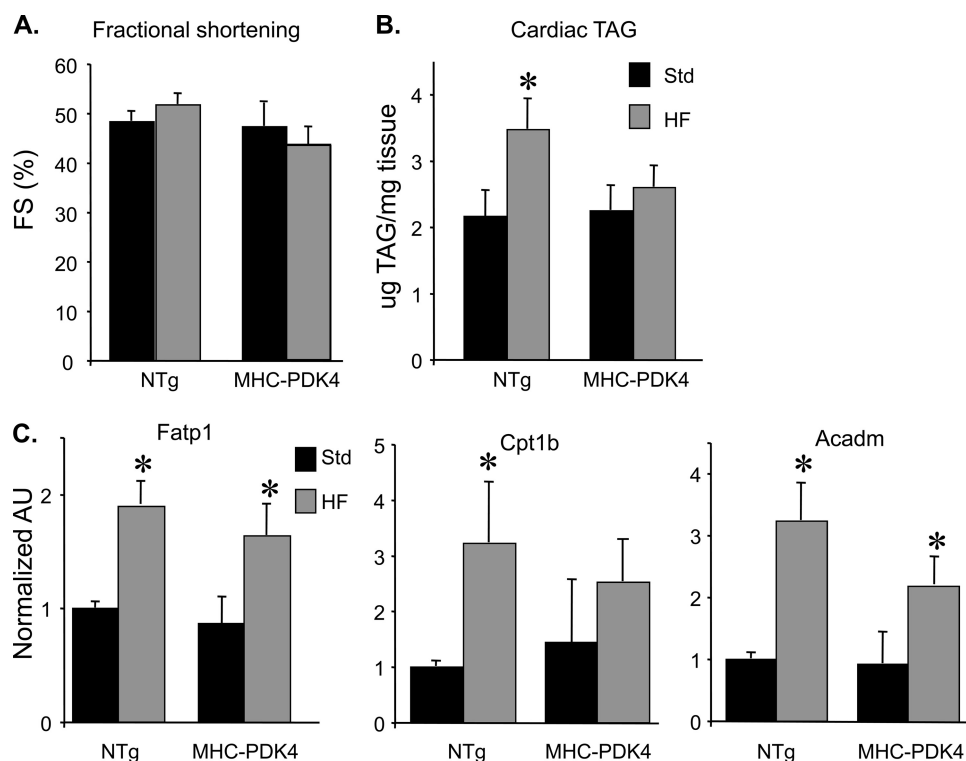 A. Fractional shortening
FS (%)
60
50
40
30
20
10
0
NTg MHC-PDK4
B. Cardiac TAG
ug TAG/mg tissue
4
3
2
1
0
*
Std
HF
NTg MHC-PDK4
C. Fatp1
Normalized AU
2
1
0
* *
Std
HF
NTg MHC-PDK4
Cpt1b
5
4
3
2
1
0
*
NTg MHC-PDK4
Acadm
4
3
2
1
0
* *
NTg MHC-PDK4